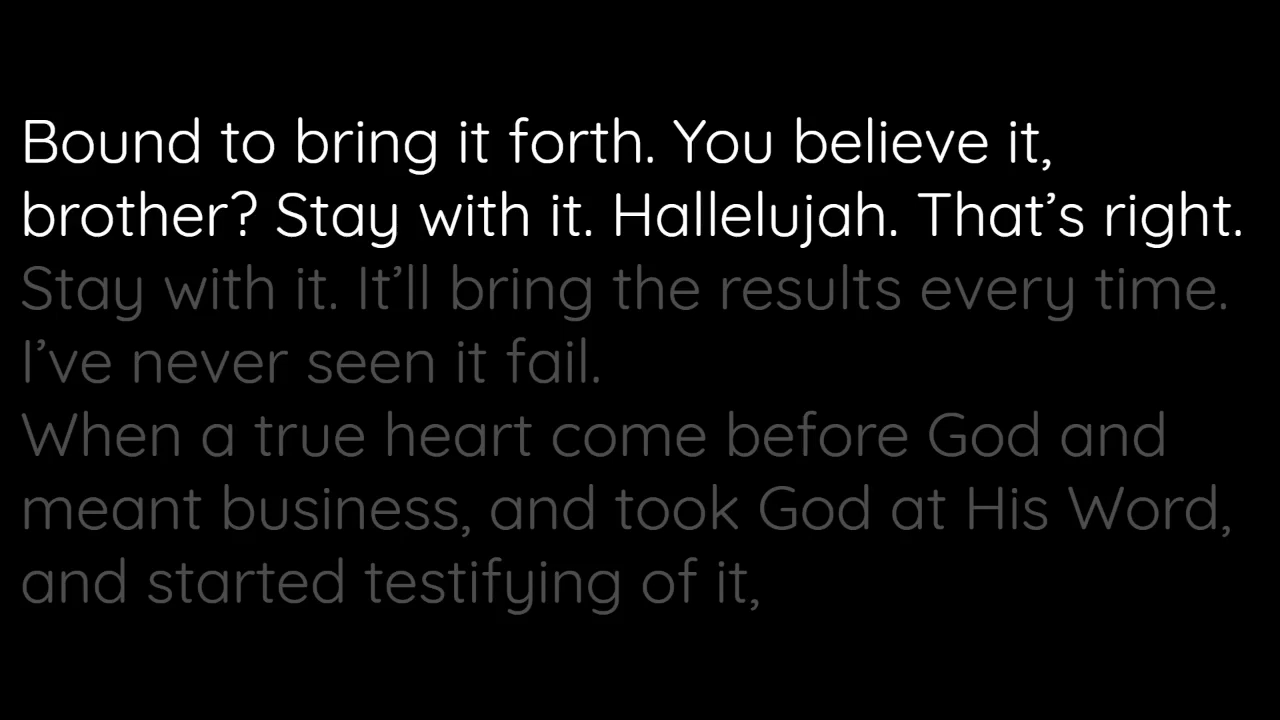 Bound to bring it forth. You believe it,
brother? Stay with it. Hallelujah. That’s right.
Stay with it. It’ll bring the results every time.
I’ve never seen it fail.
When a true heart come before God and
meant business, and took God at His Word,
and started testifying of it,